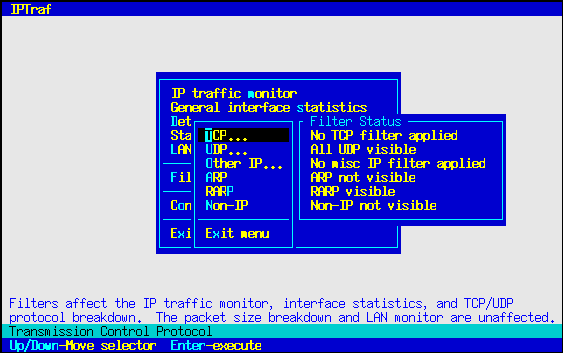 IPTraf
IP traffic monitor
General interface statistics
Det
Sta
LAN
Fil
Con
Exi
TCP...
UDP...
Other IP...
ARP
RARP
Non-IP
Exit menu
Filter Status
No TCP filter applied
All UDP visible
No misc IP filter applied
ARP not visible
RARP visible
Non-IP not visible
Filters affect the IP traffic monitor, interface statistics, and TCP/UDP
protocol breakdown.  The packet size breakdown and LAN monitor are unaffected.
Transmission Control Protocol
Up/Down-Move selector  Enter-execute